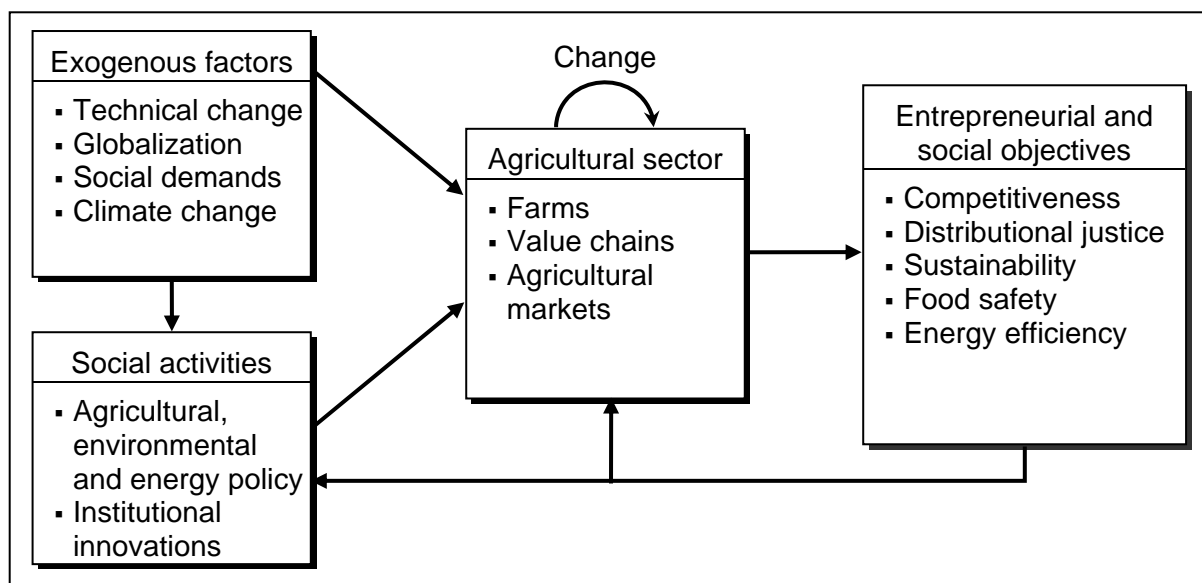 Exogenous factors
▪ Technical change
▪ Globalization
▪ Social demands
▪ Climate change
Social activities
▪ Agricultural,
environmental
and energy policy
▪ Institutional
innovations
Change
Agricultural sector
▪ Farms
▪ Value chains
▪ Agricultural
markets
Entrepreneurial and
social objectives
▪ Competitiveness
▪ Distributional justice
▪ Sustainability
▪ Food safety
▪ Energy efficiency